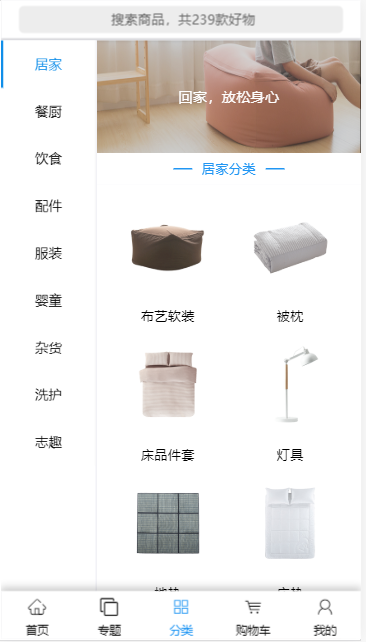 搜索商品，共239款好物
居家
餐厨
饮食
配件
服装
婴童
杂货
洗护
志趣
回家，放松身心
居家分类
布艺软装
被枕
床品件套
灯具
首页
专题
分类
购物车
我的